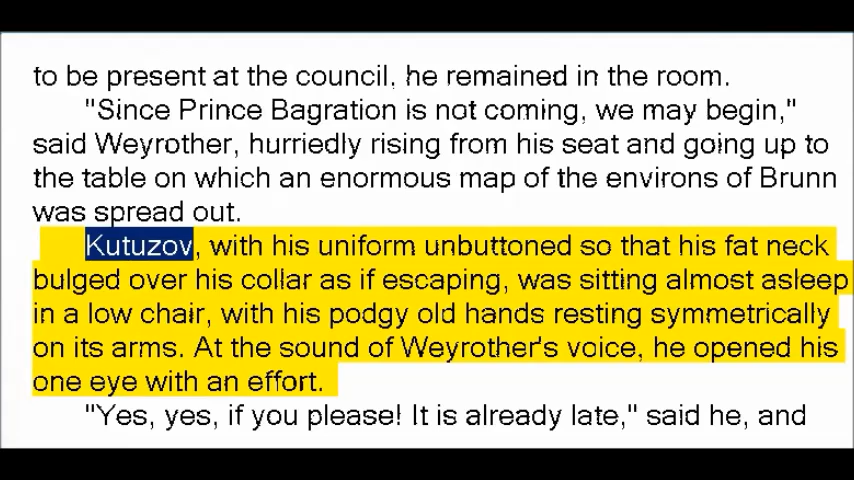 to be present at the council, he remained in the room.
"Since Prince Bagration is not coming, we may begin,"
said Weyrother, hurriedly rising from his seat and going up to
the table on which an enormous map of the environs of Brunn
was spread out.
Kutuzov, with his uniform unbuttoned so that his fat neck
bulged over his collar as if escaping, was sitting almost asleep
in a low chair, with his podgy old hands resting symmetrically
on its arms. At the sound of Weyrother's voice, he opened his
one eye with an effort.
"Yes, yes, if you please! It is already late," said he, and